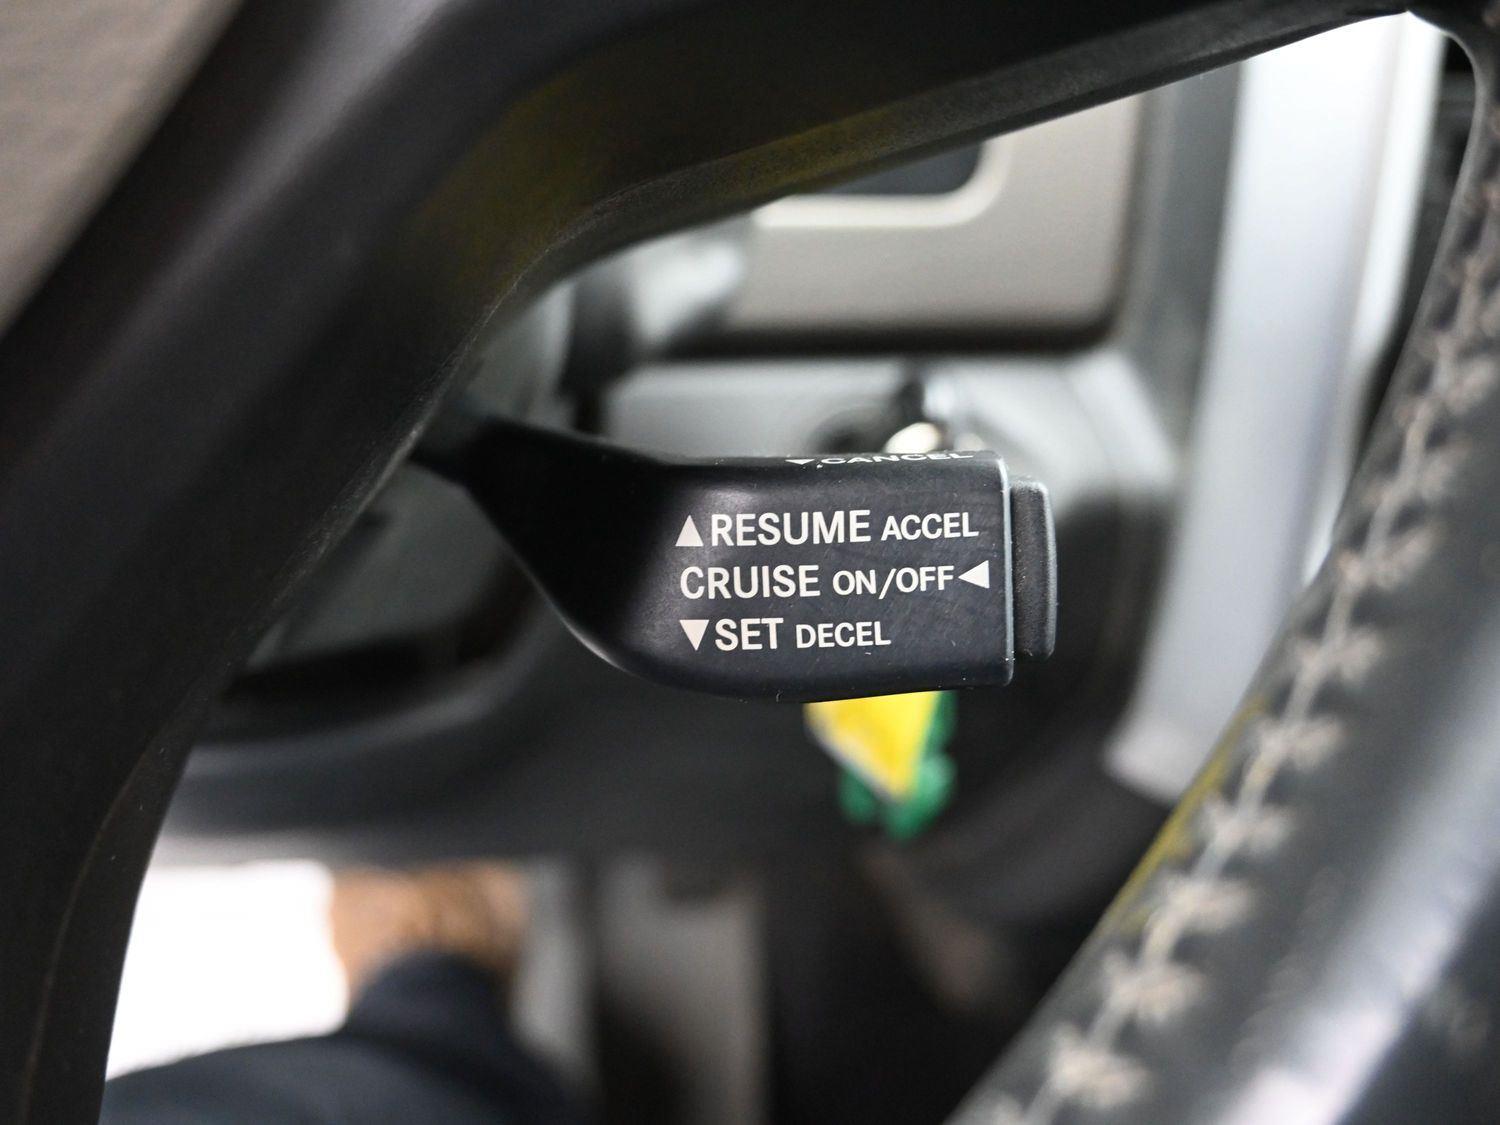 ▼CANCEL
▲RESUME ACCEL
CRUISE ON/OFF◀
▼SET DECEL